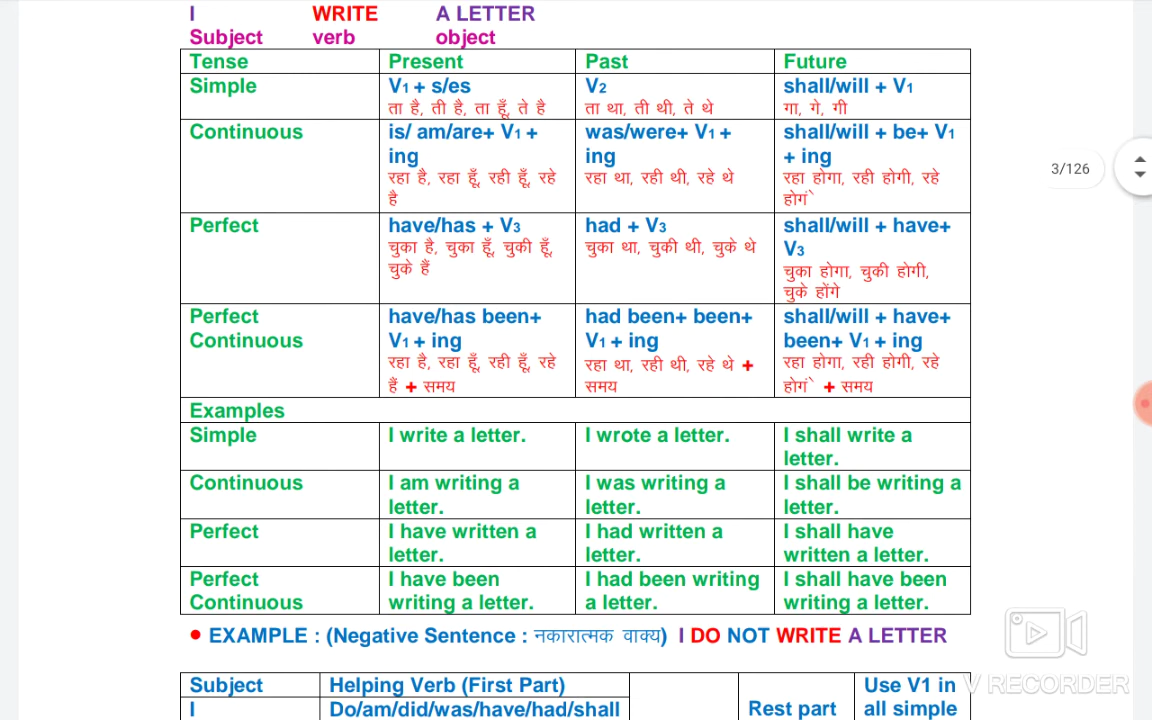 I WRITE A LETTER
Subject verb object
Tense Present Past Future
Simple V1 + s/es V2 shall/will + V1
ता है, ती है, ता हूँ, ते है ता था, ती थी, ते थे गा, गे, गी
Continuous is/ am/are+ V1 + was/were+ V1 + shall/will + be+ V1
ing ing + ing
रहा है, रहा हूँ, रही हूँ, रहे रहा था, रही थी, रहे थे रहा होगा, रही होगी, रहे
है होगंे
Perfect have/has + V3 had + V3 shall/will + have+
चुका है, चुका हूँ, चुकी हूँ, चुका था, चुकी थी, चुके थे V3
चुके हैं चुका होगा, चुकी होगी,
चुके होंगे
Perfect have/has been+ had been+ been+ shall/will + have+
Continuous V1 + ing V1 + ing been+ V1 + ing
रहा है, रहा हूँ, रही हूँ, रहे रहा था, रही थी, रहे थे + रहा होगा, रही होगी, रहे
हैं + समय समय होगंे + समय
Examples
Simple I write a letter. I wrote a letter. I shall write a
letter.
Continuous I am writing a I was writing a I shall be writing a
letter. letter. letter.
Perfect I have written a I had written a I shall have
letter. letter. written a letter.
Perfect I have been I had been writing I shall have been
Continuous writing a letter. a letter. writing a letter.
• EXAMPLE : (Negative Sentence : नकारात्मक वाक्य) I DO NOT WRITE A LETTER
Subject Helping Verb (First Part) Use V1 in
I Do/am/did/was/have/had/shall Rest part all simple
3/126
V RECORDER